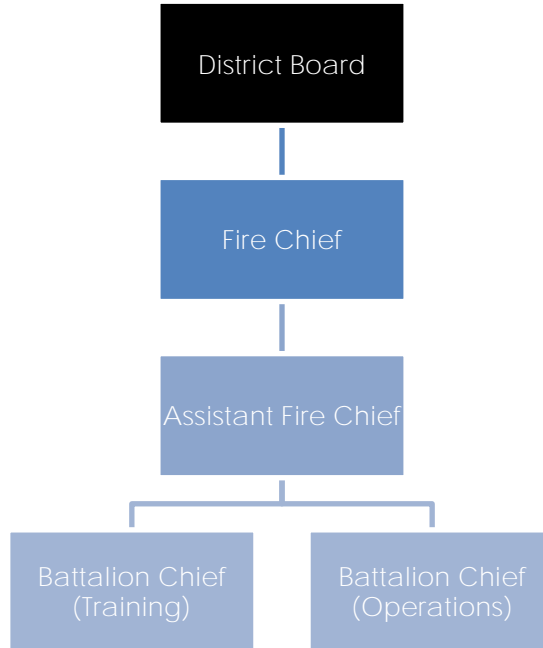 District Board
Fire Chief
Assistant Fire Chief
Battalion Chief
(Training)
Battalion Chief
(Operations)